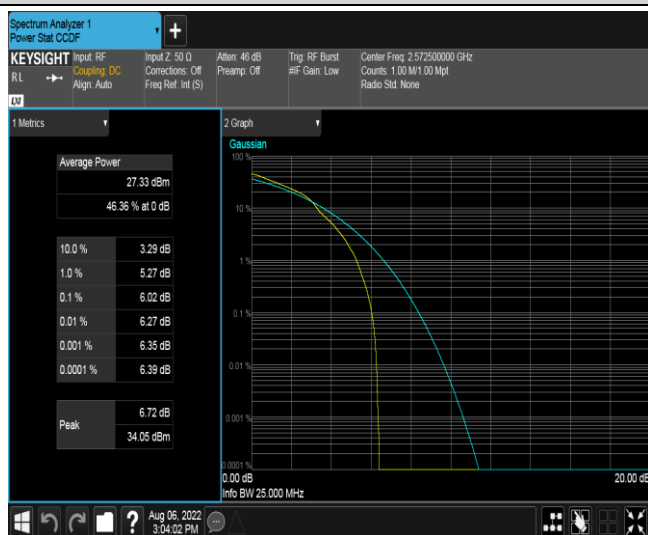 Spectrum Analyzer 1
Power Stat CCDF
+
KEYSIGHT
RL
LXI
Input: RF
Coupling: DC
Align: Auto
Input Z: 50 Ω
Corrections: Off
Freq Ref: Int (S)
Atten: 46 dB
Preamp: Off
Trig: RF Burst
#IF Gain: Low
Center Freq: 2.572500000 GHz
Counts: 1.00 M/1.00 Mpt
Radio Std: None
1 Metrics
Average Power
27.33 dBm
46.36 % at 0 dB
10.0 % 3.29 dB
1.0 % 5.27 dB
0.1 % 6.02 dB
0.01 % 6.27 dB
0.001 % 6.35 dB
0.0001 % 6.39 dB
Peak
6.72 dB
34.05 dBm
2 Graph
Gaussian
100 %
10 %
1 %
0.1 %
0.01 %
0.001 %
0.0001 %
0.00 dB 20.00 dB
Info BW 25.000 MHz
?
Aug 06, 2022
3:04:02 PM